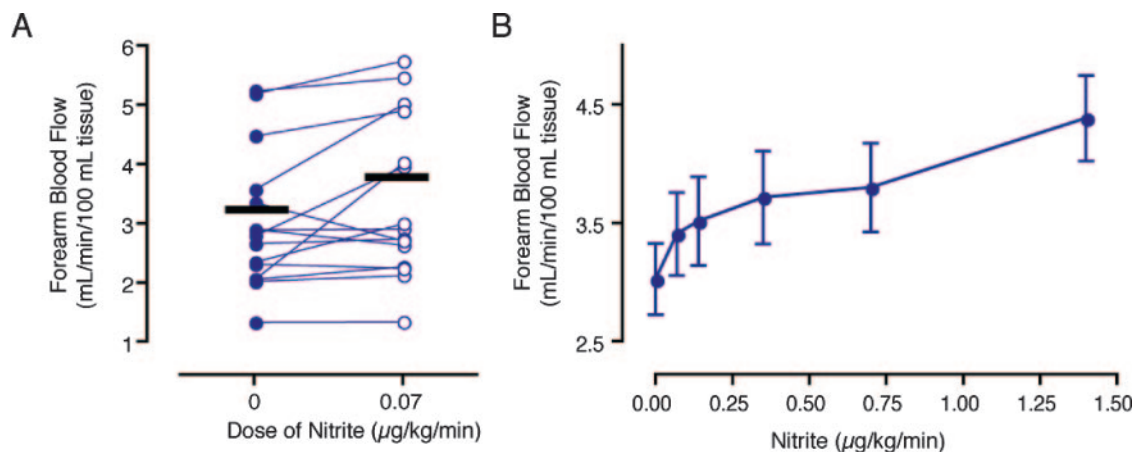 A
Forearm Blood Flow
(mL/min/100 mL tissue)
6
5
4
3
2
1
0
0.07
Dose of Nitrite (µg/kg/min)
B
Forearm Blood Flow
(mL/min/100 mL tissue)
4.5
3.5
2.5
0.00
0.25
0.50
0.75
1.00
1.25
1.50
Nitrite (µg/kg/min)